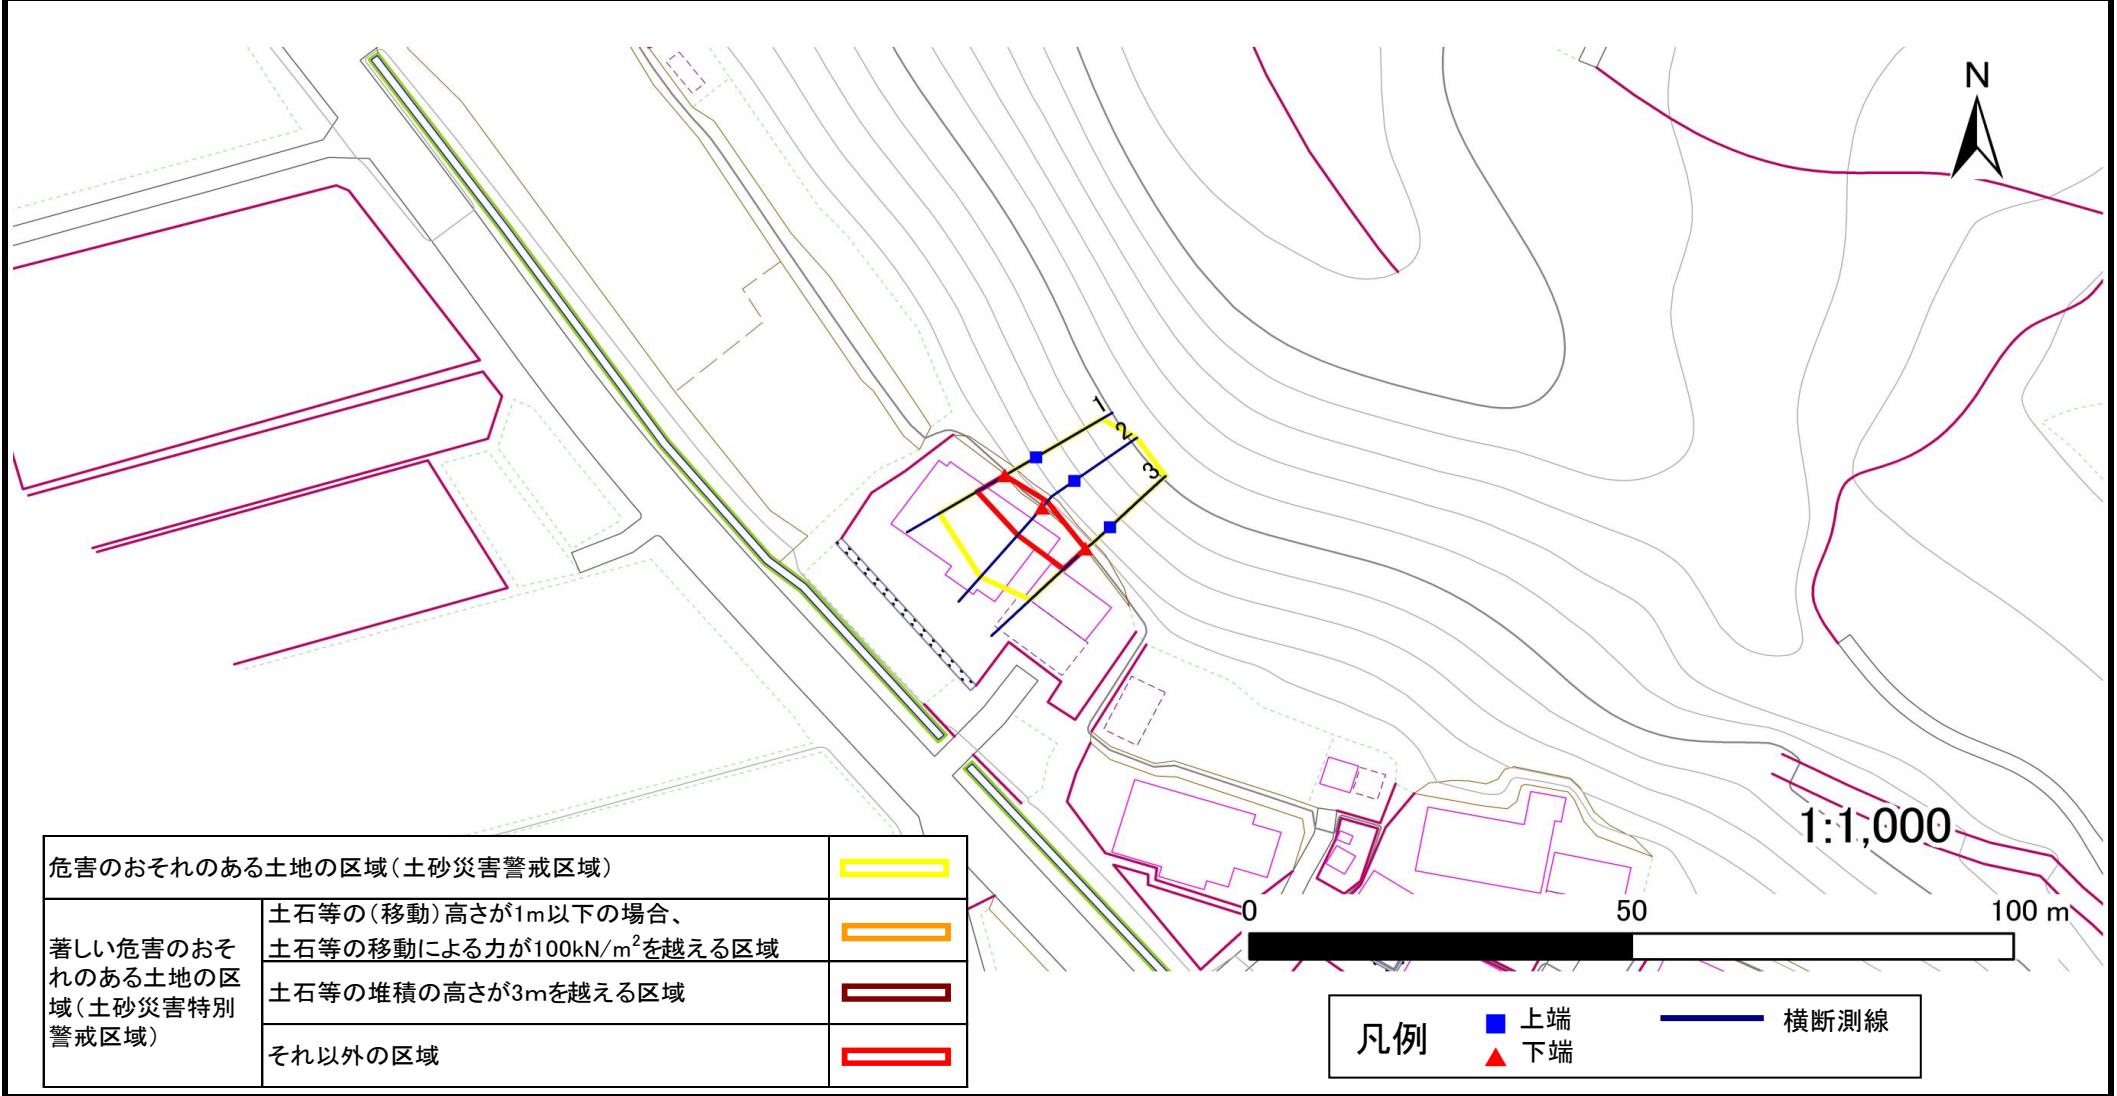 N
1
2
3
1:1,000
0 50 100 m
危害のおそれのある土地の区域（土砂災害警戒区域）
著しい危害のおそ
れのある土地の区
域（土砂災害特別
警戒区域）
土石等の（移動）高さが1m以下の場合、
土石等の移動による力が100kN/m²を越える区域
土石等の堆積の高さが3mを越える区域
それ以外の区域
凡例
上端
下端
横断測線